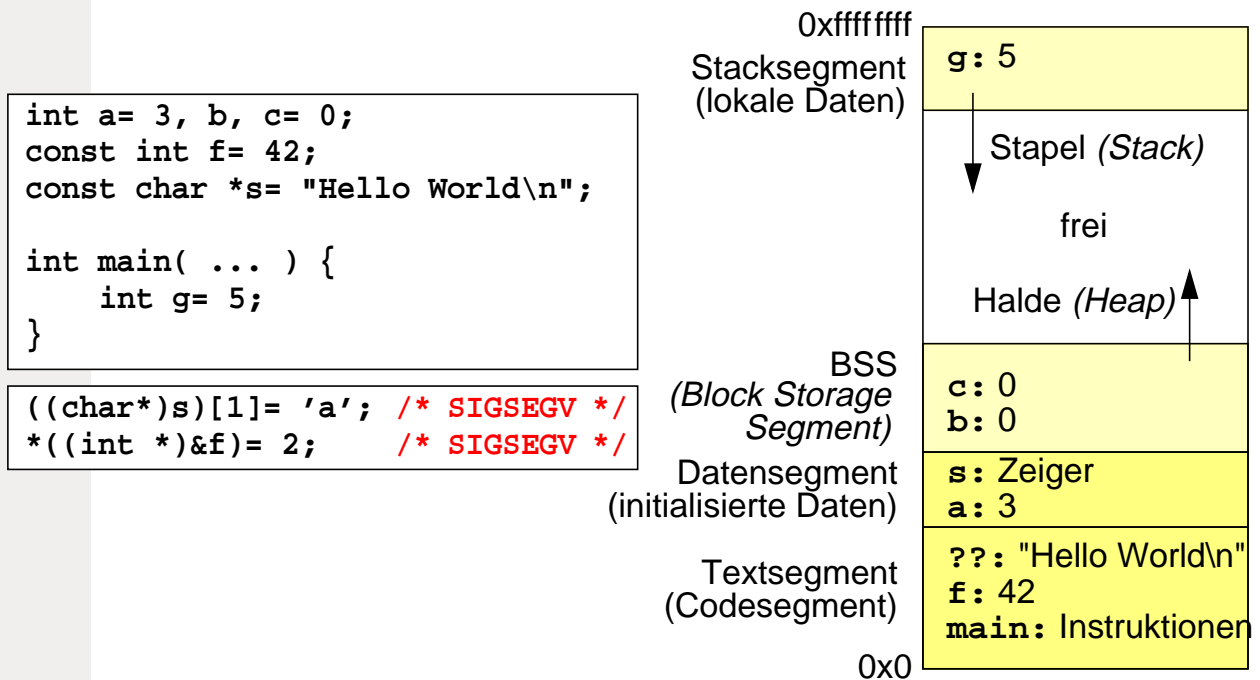 int a= 3, b, c= 0;
const int f= 42;
const char *s= "Hello World\n";
int main( ... ) {
int g= 5;
}
((char*)s)[1]= ’a’; /* SIGSEGV */
*((int *)&f)= 2; /* SIGSEGV */
0xffffffff
Stacksegment
(lokale Daten)
g: 5
Stapel (Stack)
frei
Halde (Heap)
BSS
(Block Storage
Segment)
c: 0
b: 0
Datensegment
(initialisierte Daten)
s: Zeiger
a: 3
Textsegment
(Codesegment)
??: "Hello World\n"
f: 42
main: Instruktionen
0x0